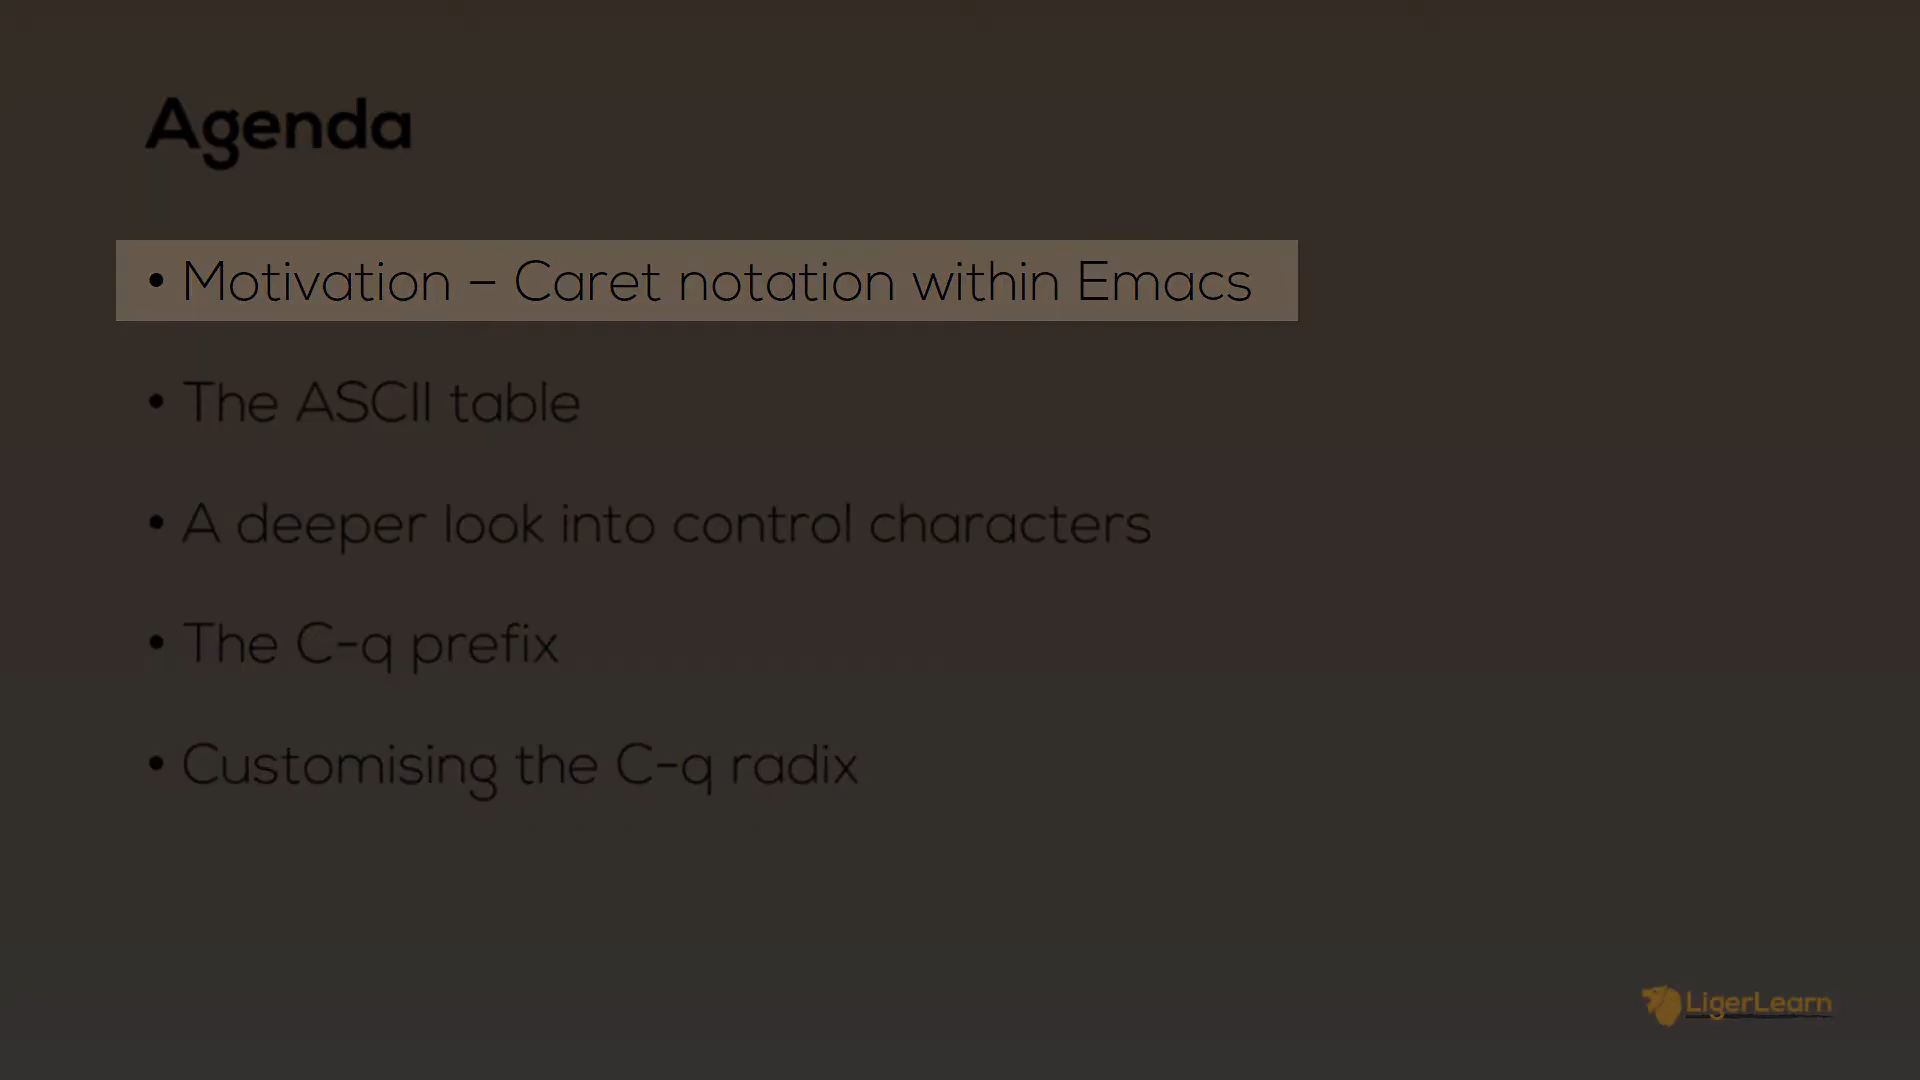 Agenda
• Motivation – Caret notation within Emacs
• The ASCII table
• A deeper look into control characters
• The C-q prefix
• Customising the C-q radix
LigerLearn